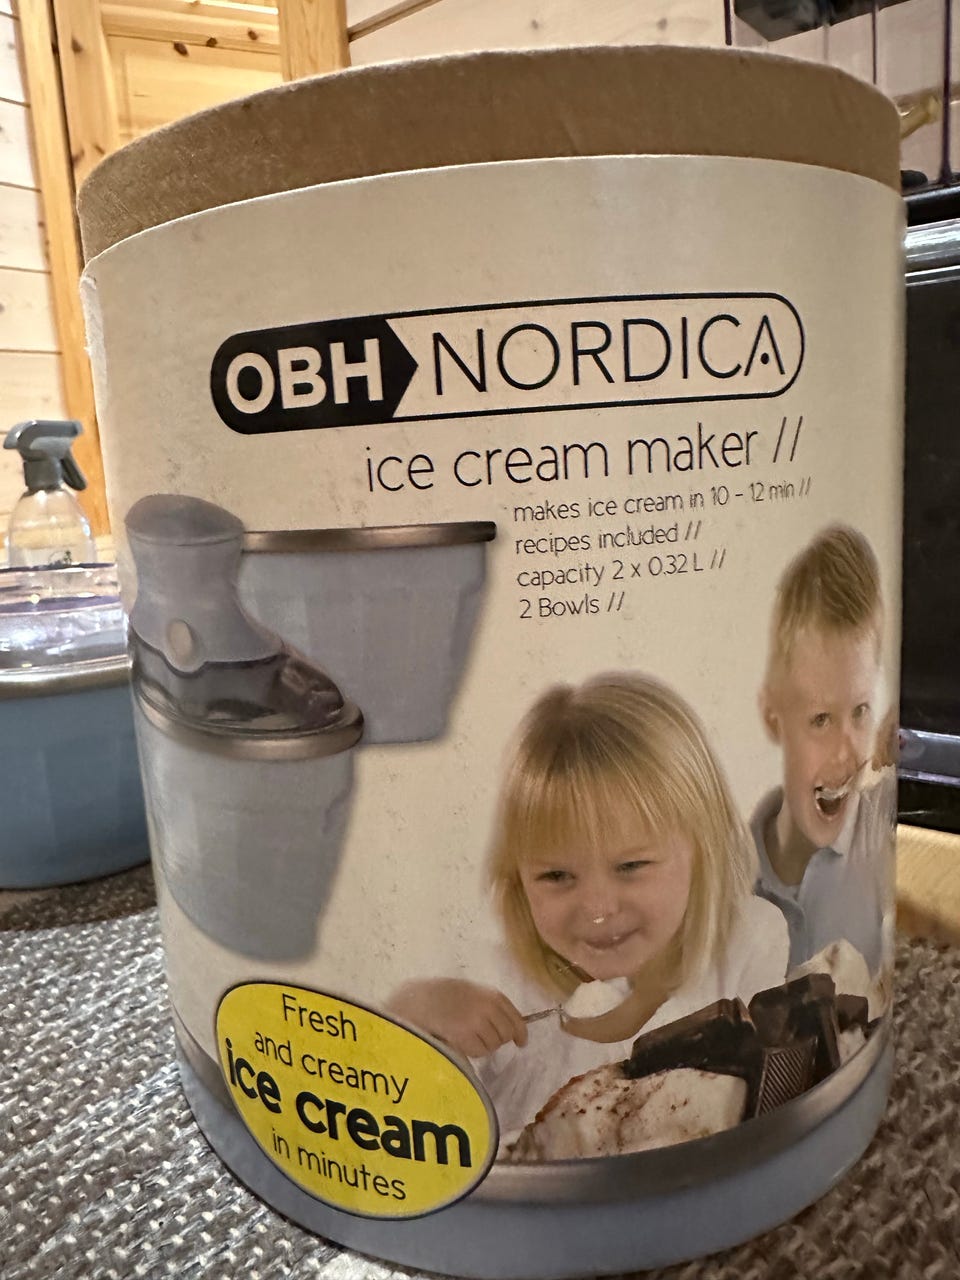 OBH NORDICA
ice cream maker //
makes ice cream in 10 - 12 min //
recipes included //
capacity 2 x 0.32 L //
2 Bowls //
Fresh
and creamy
ice cream
in minutes